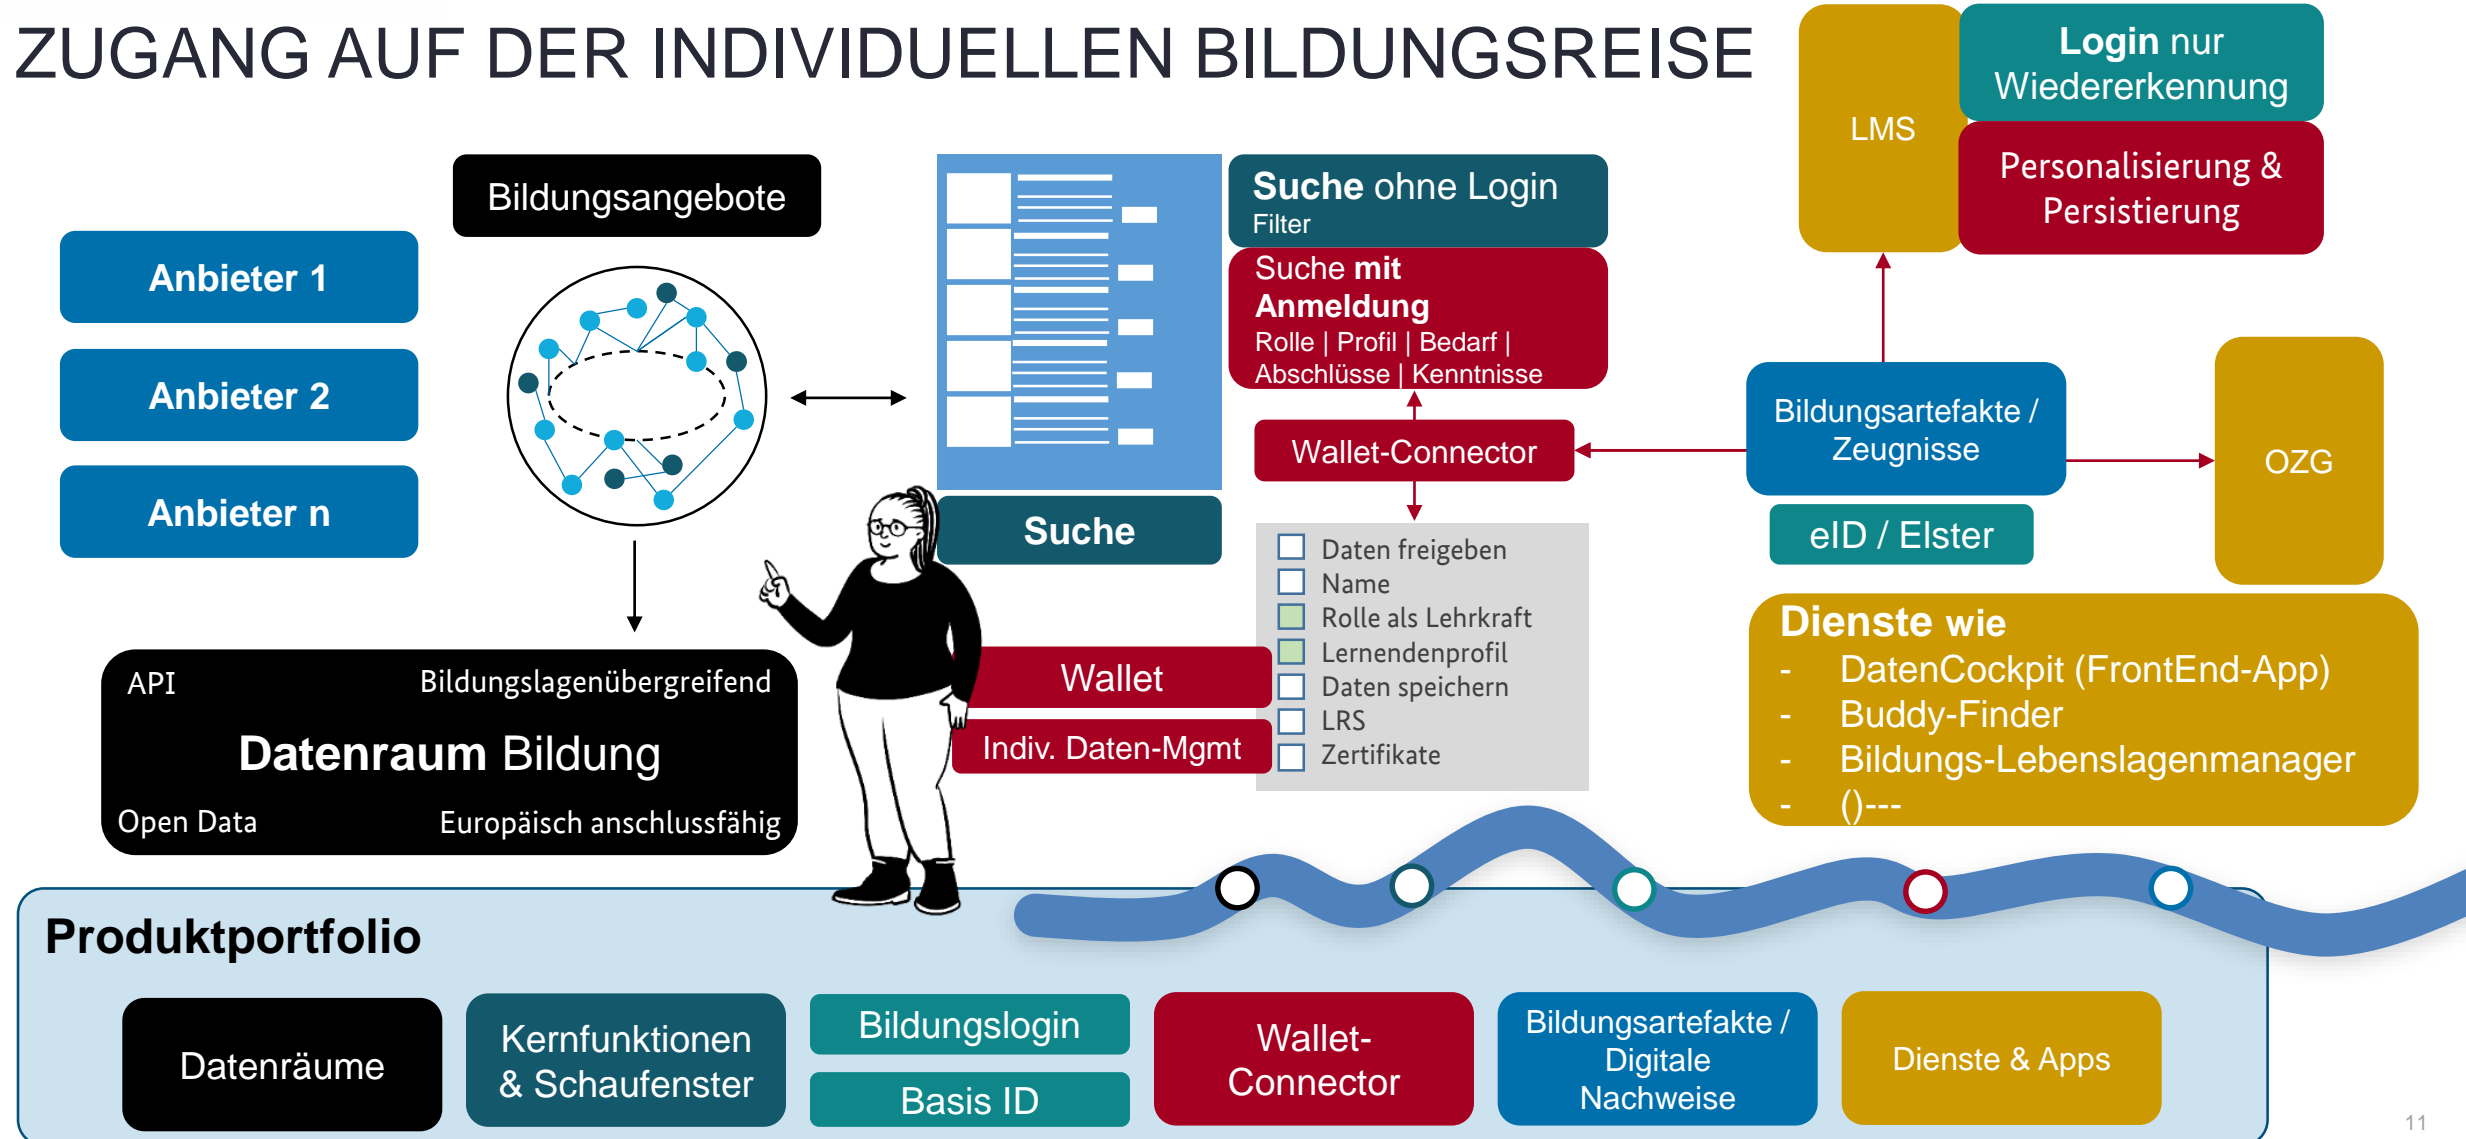 ZUGANG AUF DER INDIVIDUELLEN BILDUNGSREISE
LMS
Login nur
Wiedererkennung
Personalisierung &
Persistierung
Bildungsangebote
Anbieter 1
Anbieter 2
Anbieter n
Suche ohne Login
Filter
Suche mit
Anmeldung
Rolle | Profil | Bedarf |
Abschlüsse | Kenntnisse
Wallet-Connector
Bildungsartefakte /
Zeugnisse
OZG
eID / Elster
Suche
Daten freigeben
Name
Rolle als Lehrkraft
Lernendenprofil
Daten speichern
LRS
Zertifikate
Wallet
Indiv. Daten-Mgmt
API
Bildungslagenübergreifend
Datenraum Bildung
Open Data
Europäisch anschlussfähig
Dienste wie
- DatenCockpit (FrontEnd-App)
- Buddy-Finder
- Bildungs-Lebenslagenmanager
- ()---
Produktportfolio
Datenräume
Kernfunktionen
& Schaufenster
Bildungslogin
Basis ID
Wallet-
Connector
Bildungsartefakte /
Digitale
Nachweise
Dienste & Apps
11